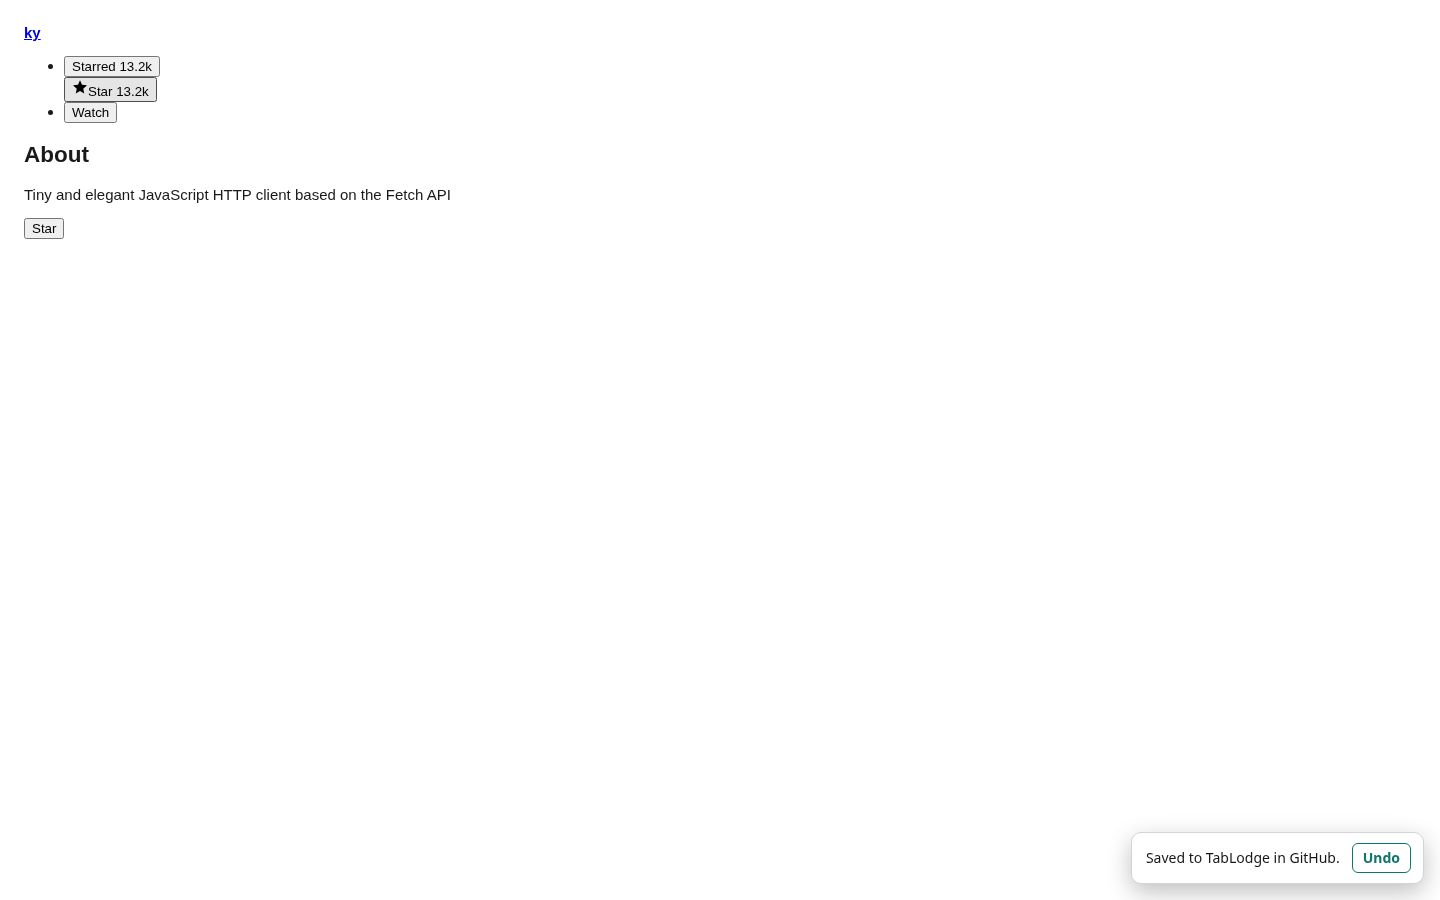 ky
Starred 13.2k
Star 13.2k
Watch
About
Tiny and elegant JavaScript HTTP client based on the Fetch API
Star
Saved to TabLodge in GitHub. Undo